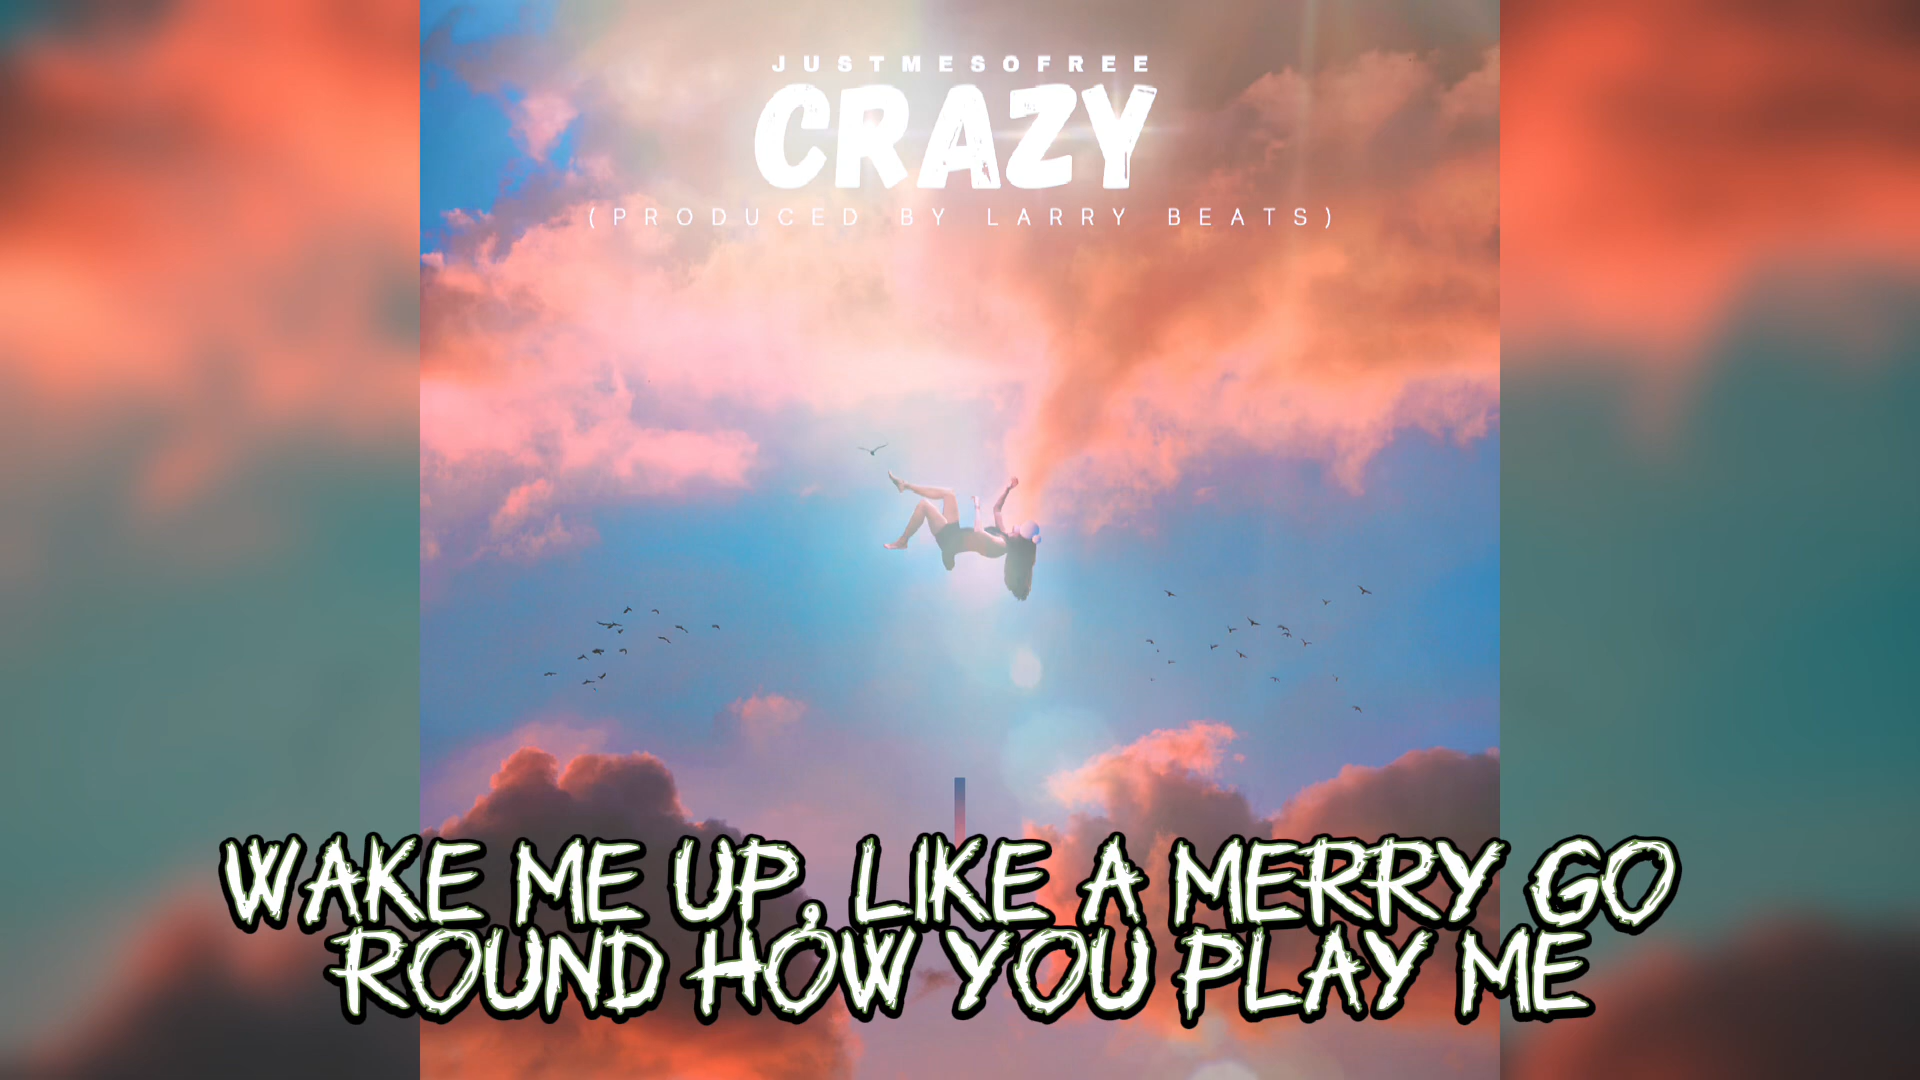 JUSTMESOFREE
CRAZY
(PRODUCED BY LARRY BEATS)
WAKE ME UP, LIKE A MERRY GO
ROUND HOW YOU PLAY ME